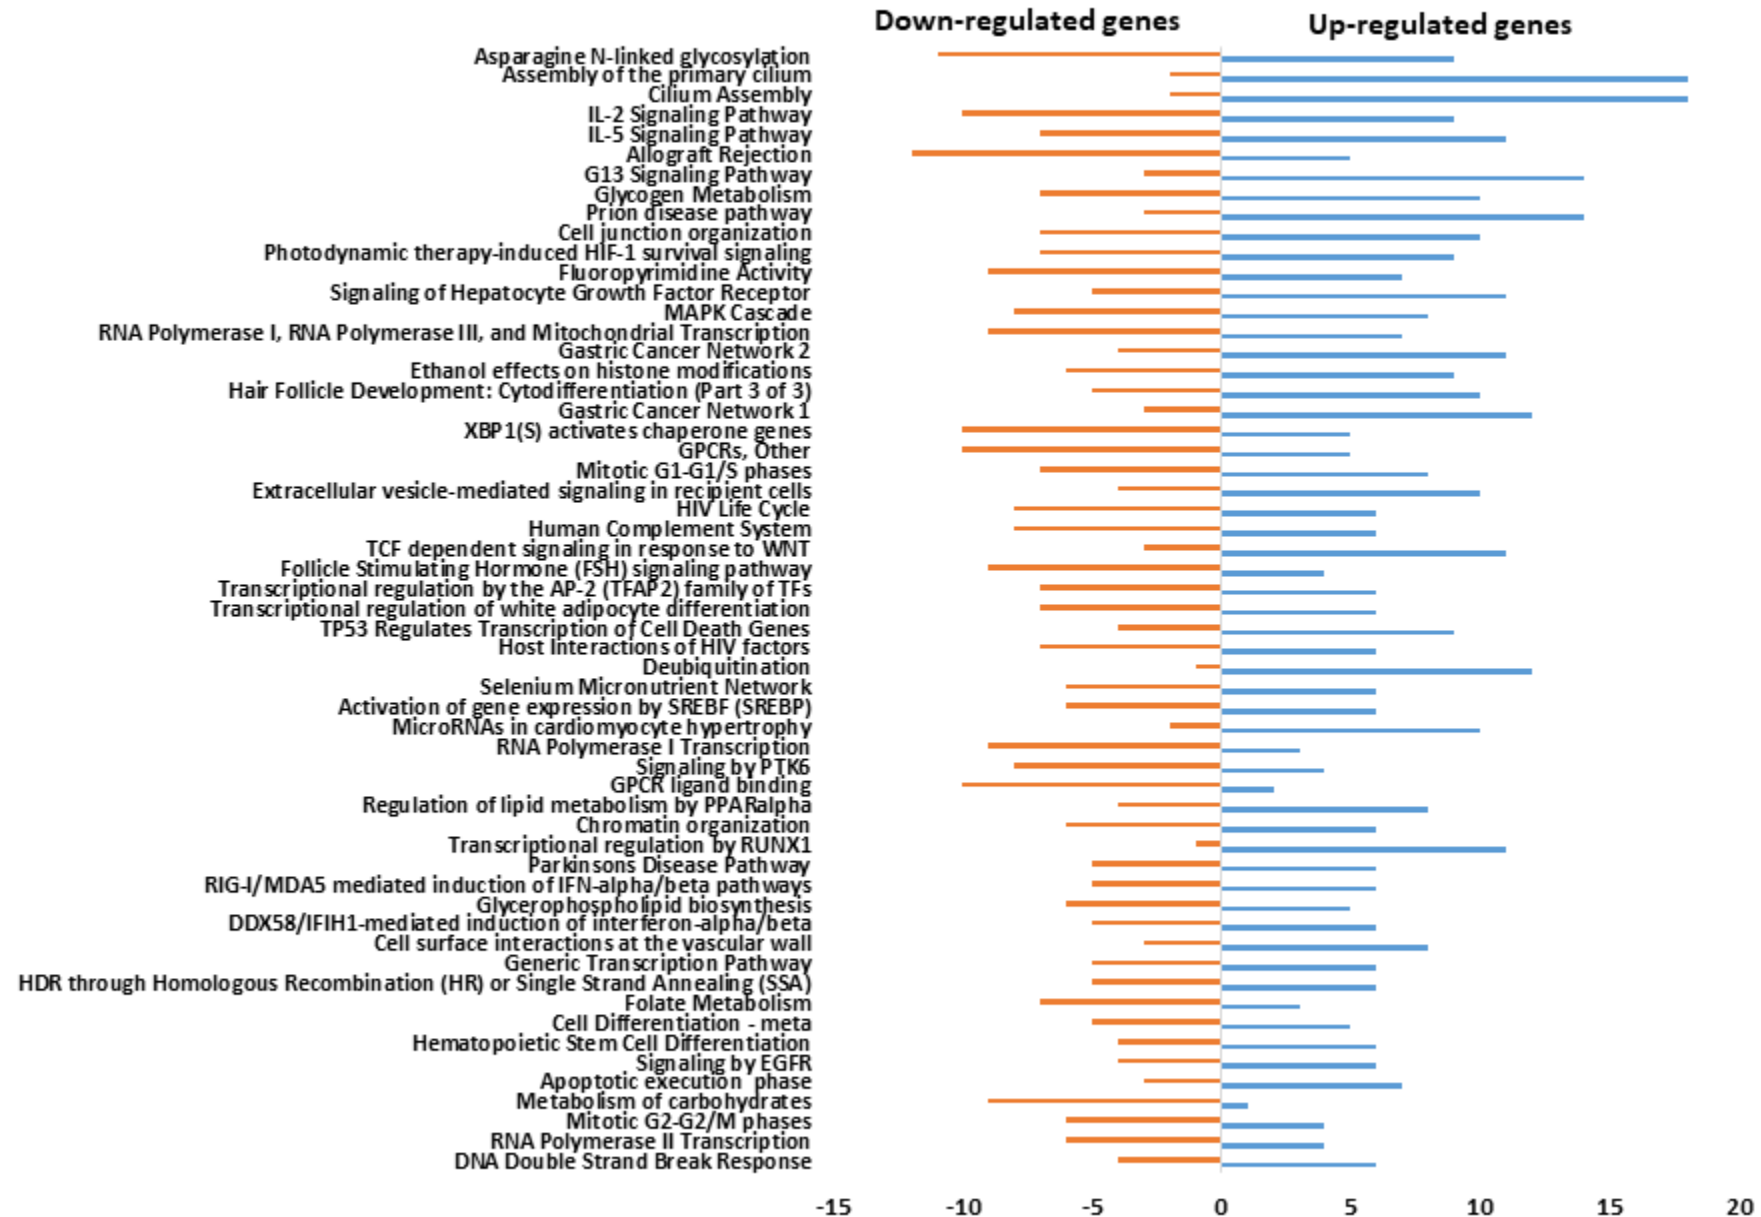 Down-regulated genes
Up-regulated genes
Asparagine N-linked glycosylation
Assembly of the primary cilium
Cilium Assembly
IL-2 Signaling Pathway
IL-5 Signaling Pathway
Allograft Rejection
G13 Signaling Pathway
Glycogen Metabolism
Prion disease pathway
Cell junction organization
Photodynamic therapy-induced HIF-1 survival signaling
Fluoropyrimidine Activity
Signaling of Hepatocyte Growth Factor Receptor
MAPK Cascade
RNA Polymerase I, RNA Polymerase III, and Mitochondrial Transcription
Gastric Cancer Network 2
Ethanol effects on histone modifications
Hair Follicle Development: Cytodifferentiation (Part 3 of 3)
Gastric Cancer Network 1
XBP1(S) activates chaperone genes
GPCRs, Other
Mitotic G1-G1/S phases
Extracellular vesicle-mediated signaling in recipient cells
HIV Life Cycle
Human Complement System
TCF dependent signaling in response to WNT
Follicle Stimulating Hormone (FSH) signaling pathway
Transcriptional regulation by the AP-2 (TFAP2) family of TFs
Transcriptional regulation of white adipocyte differentiation
TP53 Regulates Transcription of Cell Death Genes
Host Interactions of HIV factors
Deubiquitination
Selenium Micronutrient Network
Activation of gene expression by SREBF (SREBP)
MicroRNAs in cardiomyocyte hypertrophy
RNA Polymerase I Transcription
Signaling by PTK6
GPCR ligand binding
Regulation of lipid metabolism by PPARalpha
Chromatin organization
Transcriptional regulation by RUNX1
Parkinsons Disease Pathway
RIG-I/MDA5 mediated induction of IFN-alpha/beta pathways
Glycerophospholipid biosynthesis
DDX58/IFIH1-mediated induction of interferon-alpha/beta
Cell surface interactions at the vascular wall
Generic Transcription Pathway
HDR through Homologous Recombination (HR) or Single Strand Annealing (SSA)
Folate Metabolism
Cell Differentiation - meta
Hematopoietic Stem Cell Differentiation
Signaling by EGFR
Apoptotic execution phase
Metabolism of carbohydrates
Mitotic G2-G2/M phases
RNA Polymerase II Transcription
DNA Double Strand Break Response
-15 -10 -5 0 5 10 15 20